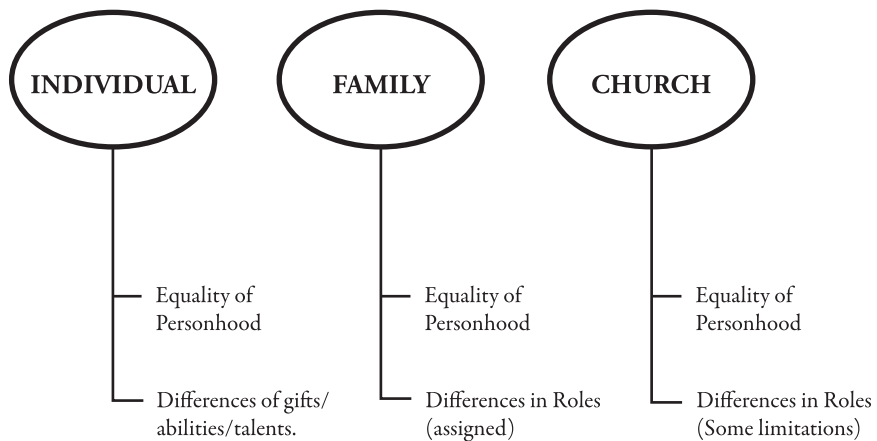 INDIVIDUAL
FAMILY
CHURCH
Equality of
Personhood
Equality of
Personhood
Equality of
Personhood
Differences of gifts/
abilities/talents.
Differences in Roles
(assigned)
Differences in Roles
(Some limitations)